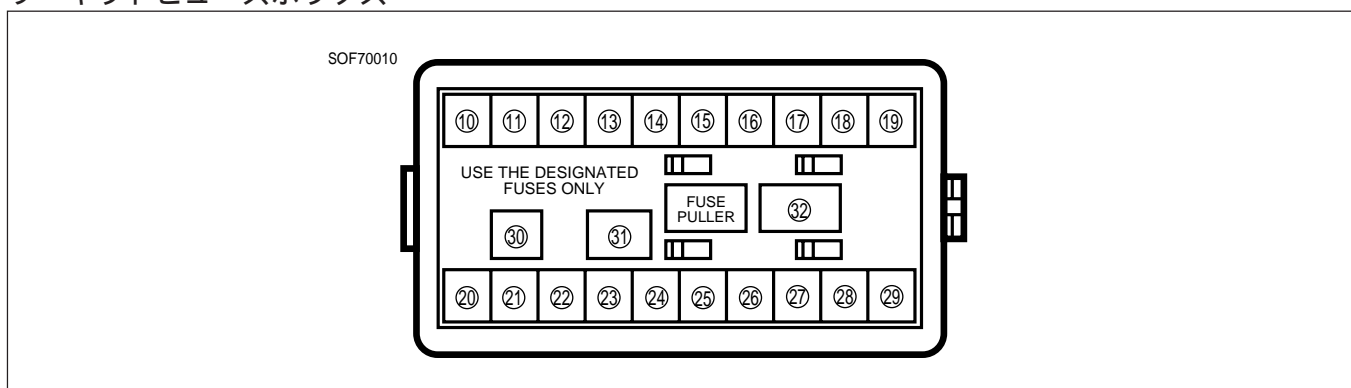 SOF70010
⑩ ⑪ ⑫ ⑬ ⑭ ⑮ ⑯ ⑰ ⑱ ⑲
USE THE DESIGNATED
FUSES ONLY
FUSE
PULLER
㉜
㉚ ㉛
⑳ ㉑ ㉒ ㉓ ㉔ ㉕ ㉖ ㉗ ㉘ ㉙